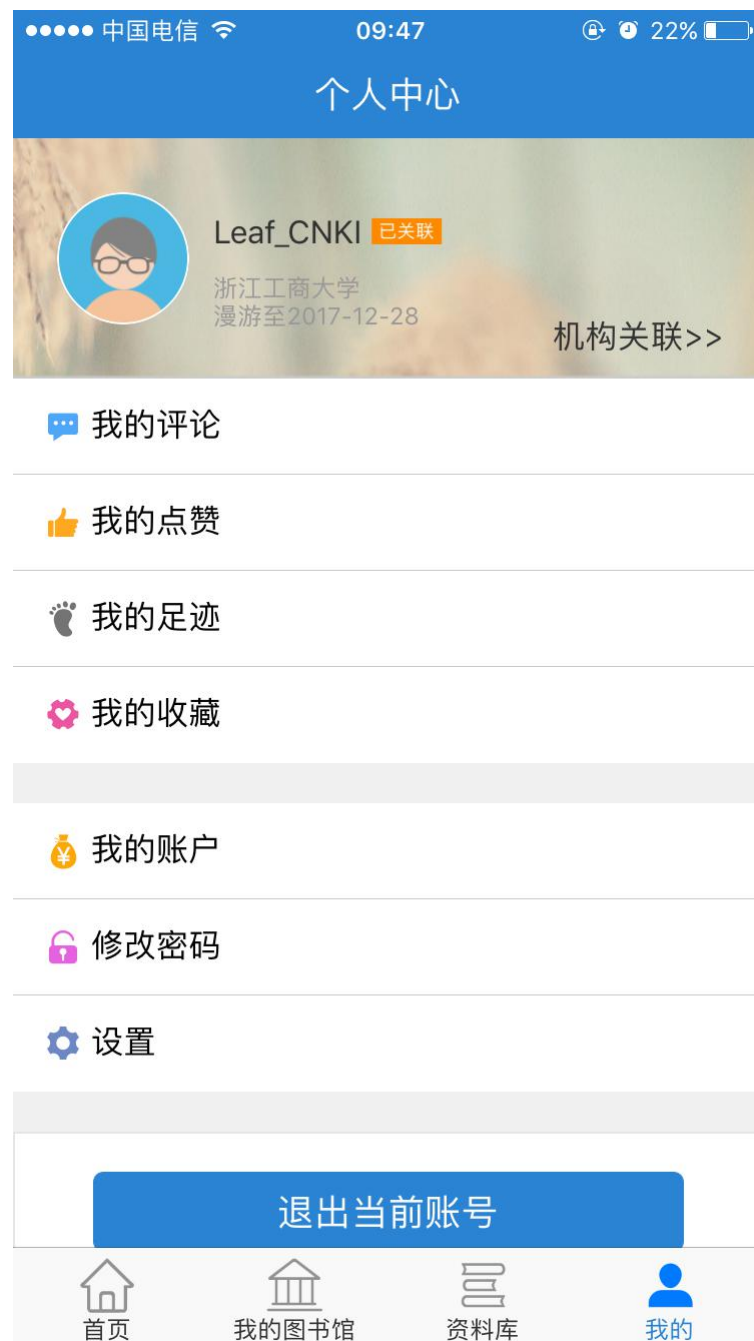 中国电信 09:47 22%
个人中心
Leaf_CNKI 已关联
浙江工商大学
漫游至2017-12-28
机构关联>>
我的评论
我的点赞
我的足迹
我的收藏
我的账户
修改密码
设置
退出当前账号
首页 我的图书馆 资料库 我的